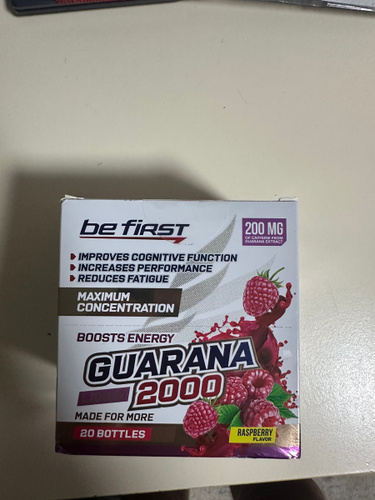 be first
200 MG
OF CAFFEINE FROM
GUARANA EXTRACT
IMPROVES COGNITIVE FUNCTION
INCREASES PERFORMANCE
REDUCES FATIGUE
MAXIMUM
CONCENTRATION
BOOSTS ENERGY
GUARANA
2000
MADE FOR MORE
20 BOTTLES
RASPBERRY
FLAVOR